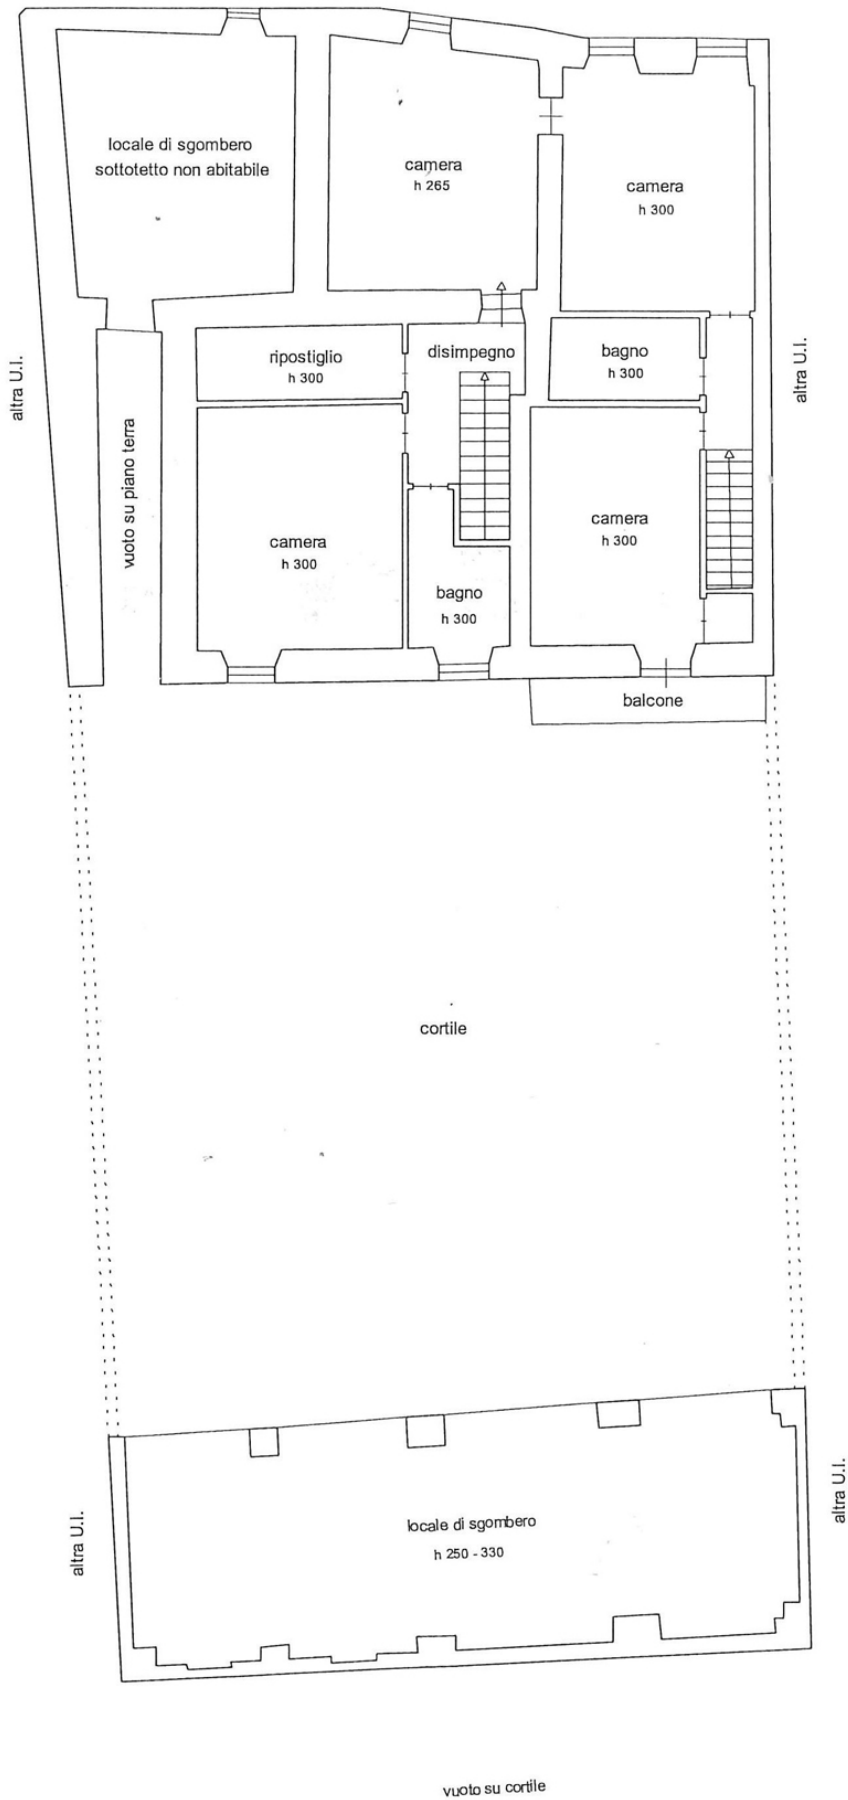 locale di sgombero
sottotetto non abitabile
camera
h 265
camera
h 300
altra U.I.
vuoto su piano terra
ripostiglio
h 300
disimpegno
bagno
h 300
altra U.I.
camera
h 300
bagno
h 300
camera
h 300
balcone
cortile
altra U.I.
locale di sgombero
h 250 - 330
altra U.I.
vuoto su cortile